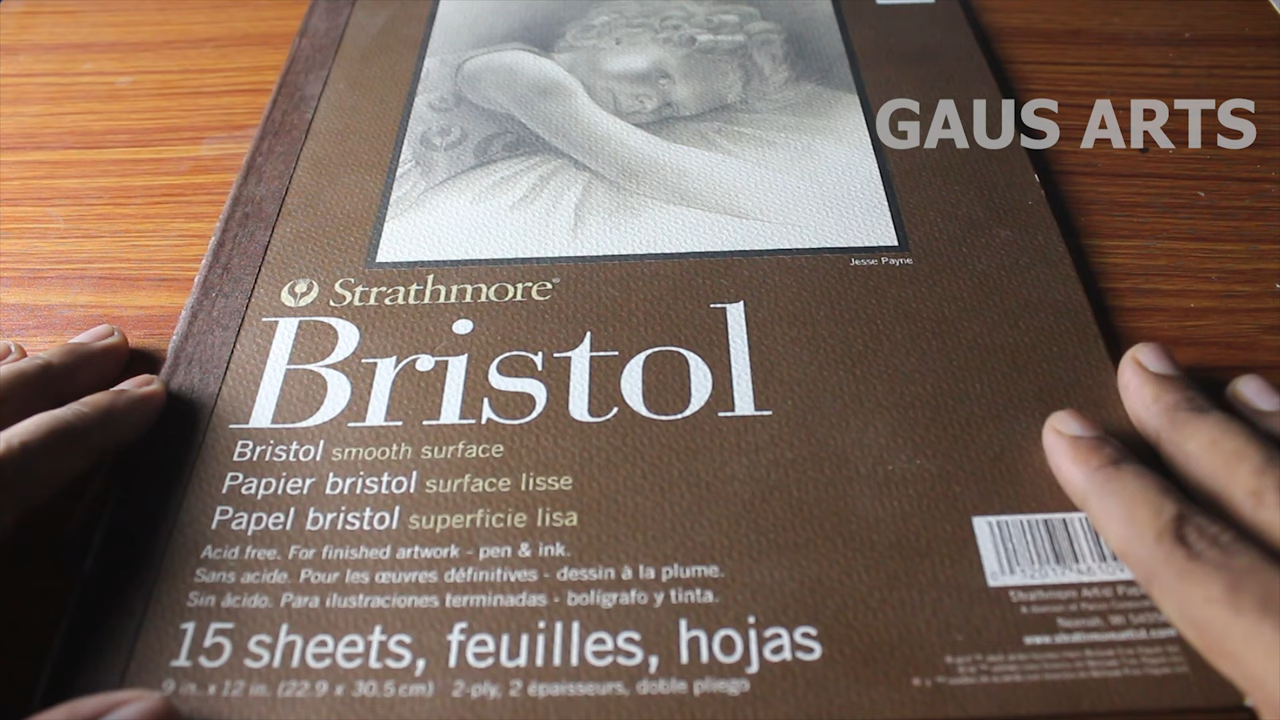 GAUS ARTS
Jesse Payne
Strathmore®
Bristol
Bristol smooth surface
Papier bristol surface lisse
Papel bristol superficie lisa
Acid free. For finished artwork - pen & ink.
Sans acide. Pour les œuvres définitives - dessin à la plume.
Sin ácido. Para ilustraciones terminadas - bolígrafo y tinta.
15 sheets, feuilles, hojas
9 in. x 12 in. (22.9 x 30.5 cm) 2-ply, 2 épaisseurs, doble pliego
Strathmore Artist
Neenah, WI